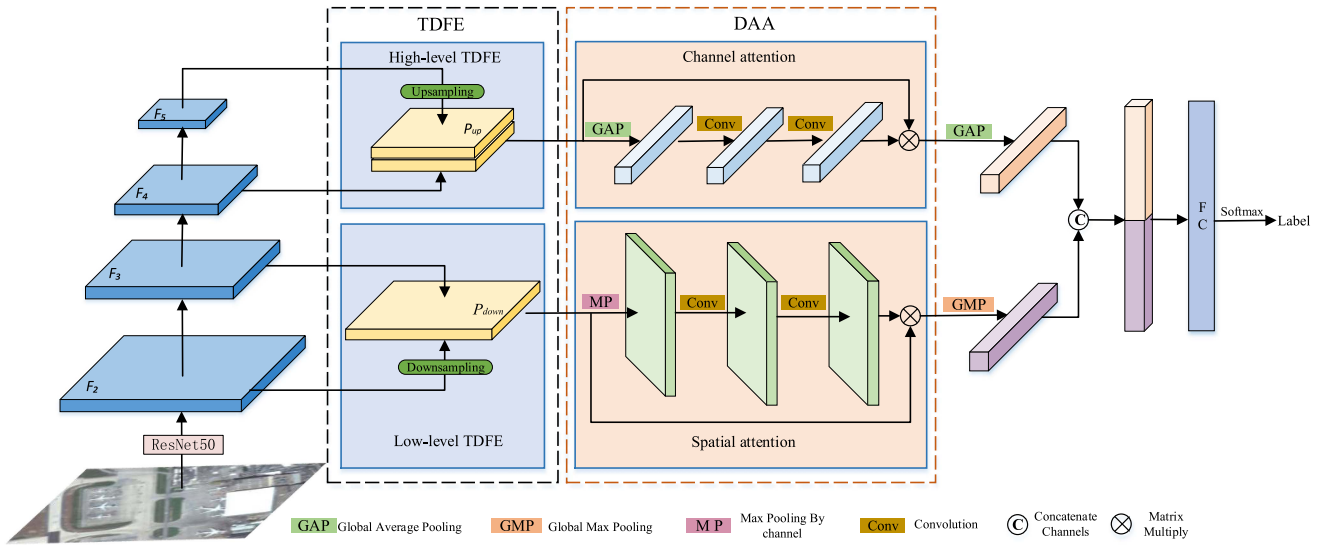 TDFE
DAA
High-level TDFE
Channel attention
F5
Upsampling
Pup
GAP
Conv
Conv
GAP
F4
C
F
C
Softmax
Label
F3
Pdown
MP
Conv
Conv
GMP
Downsampling
F2
ResNet50
Low-level TDFE
Spatial attention
GAP Global Average Pooling
GMP Global Max Pooling
M P Max Pooling By
channel
Conv Convolution
C Concatenate
Channels
Matrix
Multiply